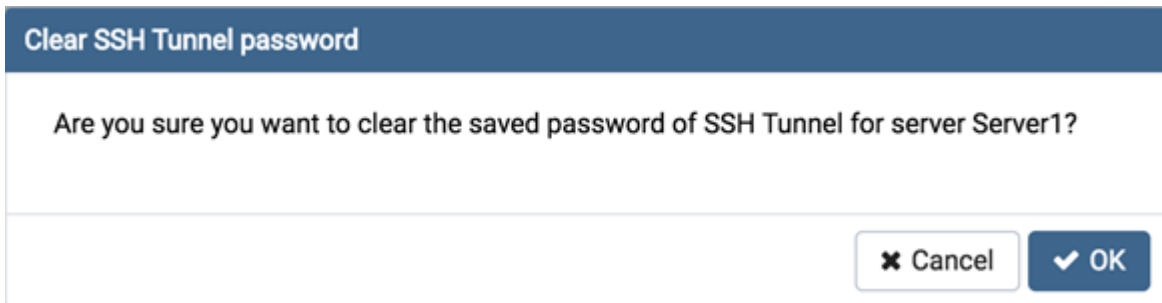 Clear SSH Tunnel password
Are you sure you want to clear the saved password of SSH Tunnel for server Server1?
Cancel
OK